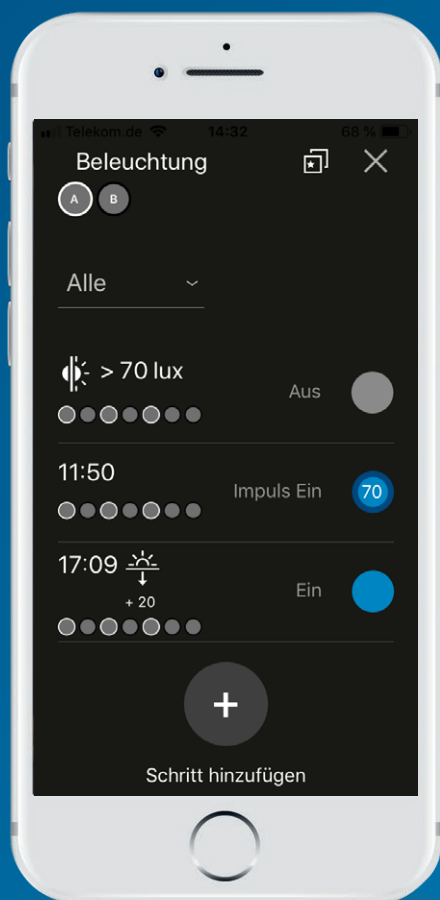 Telekom.de 14:32 68 %
Beleuchtung
A B
Alle
> 70 lux
Aus
11:50
Impuls Ein 70
17:09
+ 20
Ein
+
Schritt hinzufügen